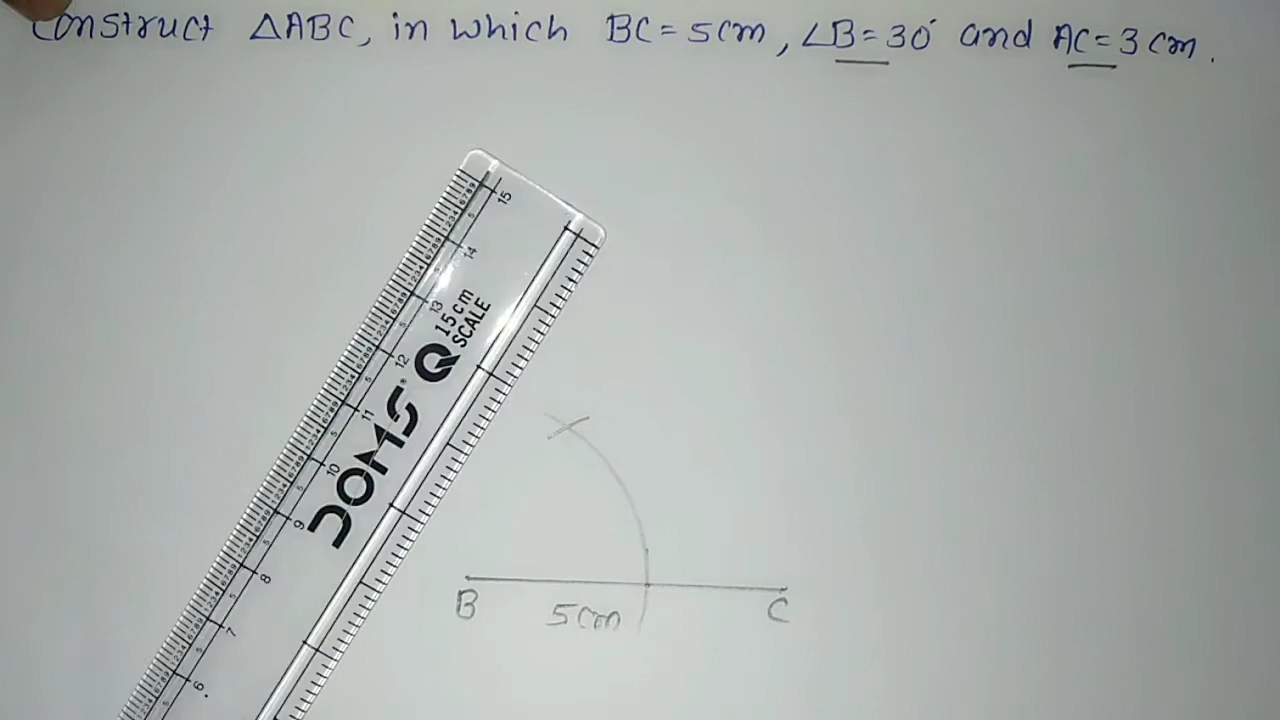 Construct △ABC, in which BC = 5cm, ∠B = 30° and AC = 3 cm.
15
14
13
12
11
10
9
8
7
6
DOMS Q 15 cm
SCALE
B 5cm C